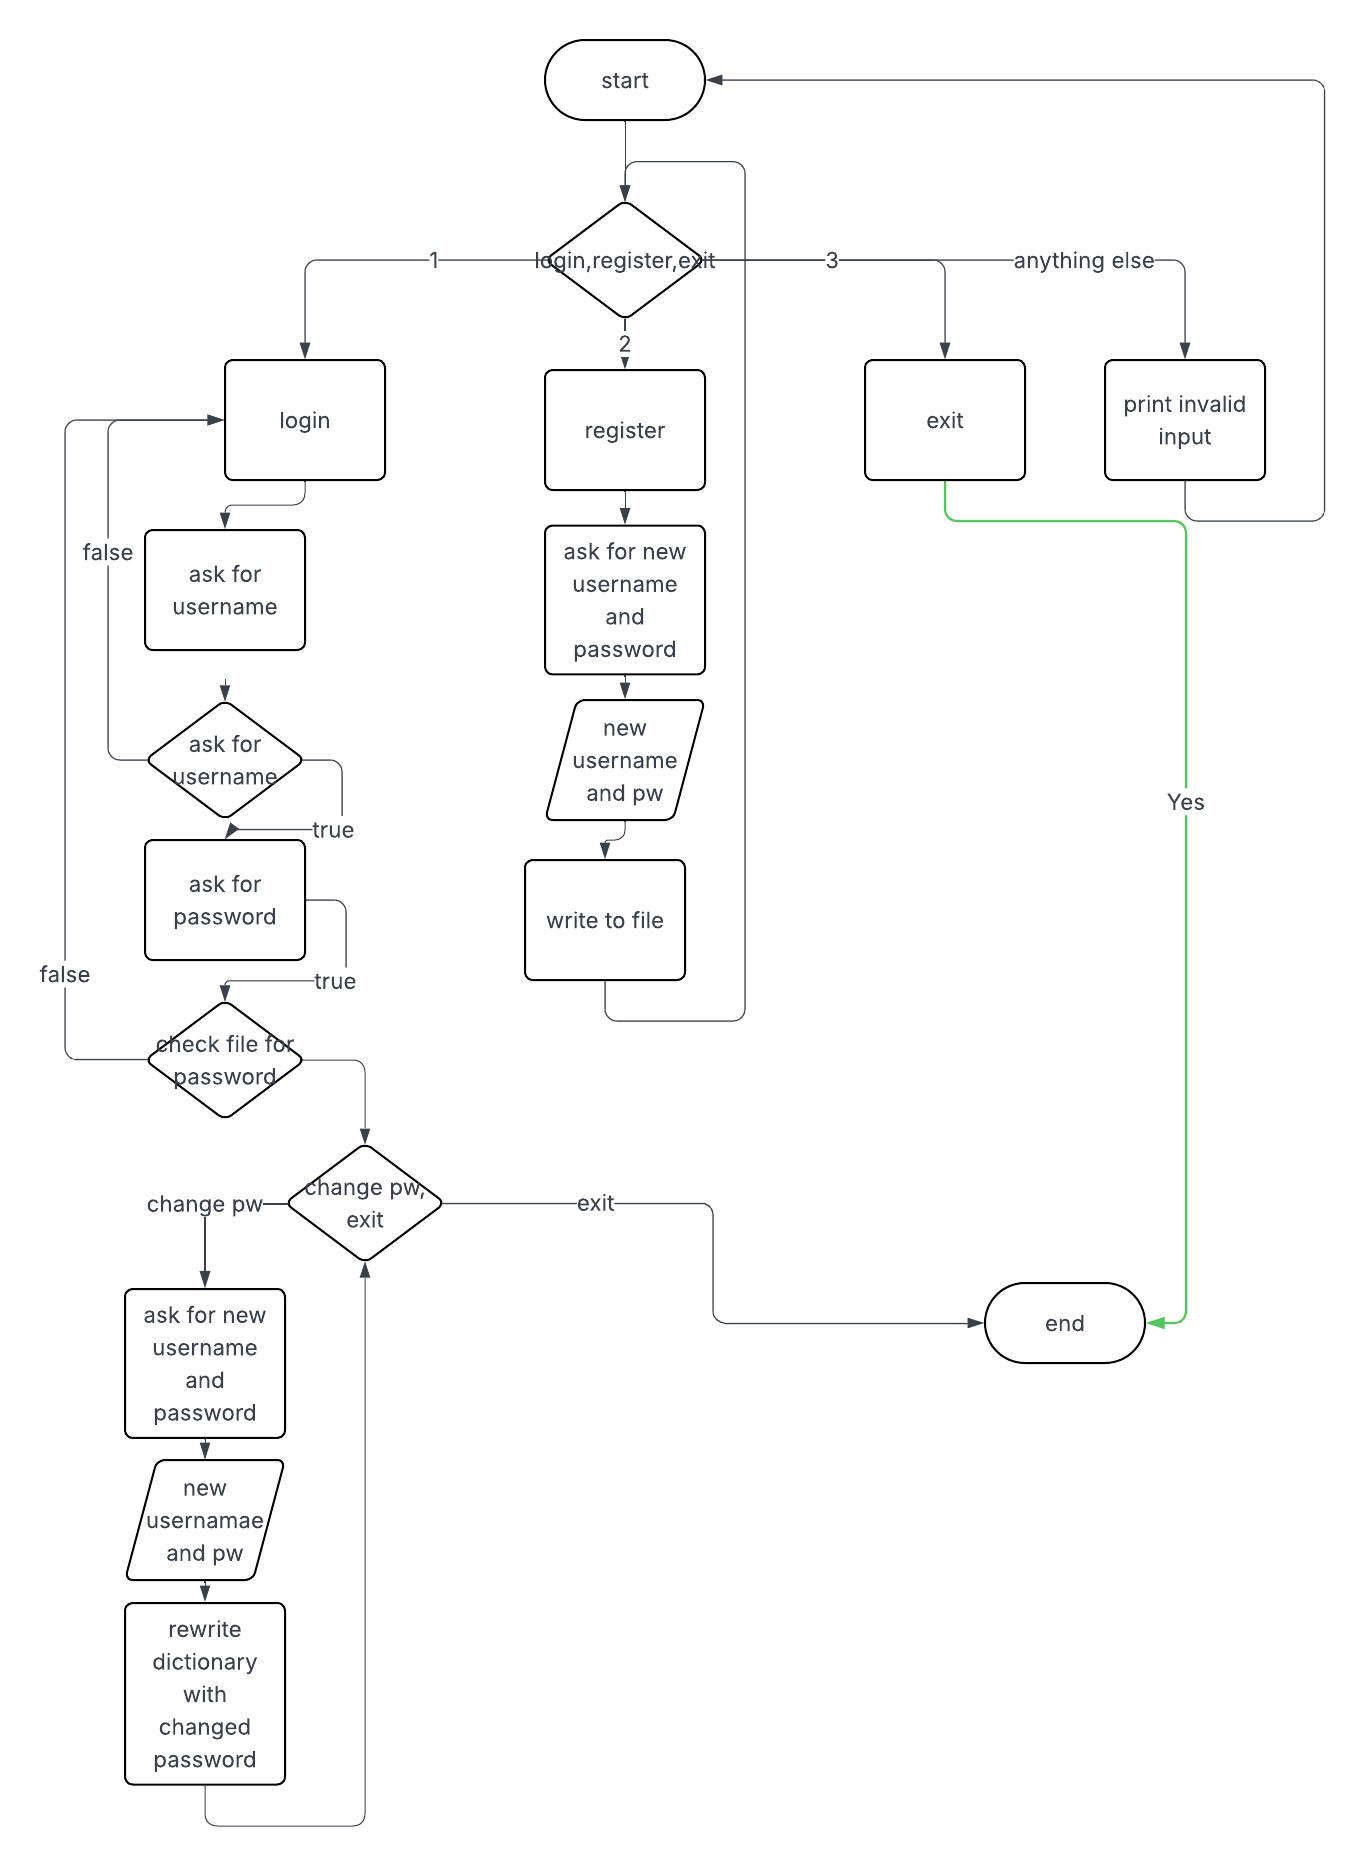 start
login,register,exit
1
3
anything else
2
login
register
exit
print invalid
input
false
ask for
username
ask for new
username
and
password
ask for
username
true
new
username
and pw
Yes
ask for
password
write to file
false
true
check file for
password
change pw,
exit
change pw
exit
ask for new
username
and
password
end
new
usernamae
and pw
rewrite
dictionary
with
changed
password